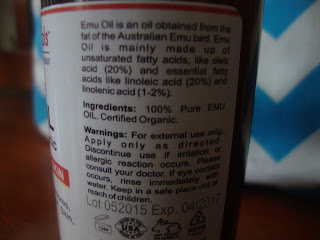 Emu Oil is an oil obtained from the
fat of the Australian Emu bird. Emu
Oil is mainly made up of
unsaturated fatty acids, like oleic
acid (20%) and essential fatty
acids like linoleic acid (20%) and
linolenic acid (1-2%).
Ingredients: 100% Pure EMU
OIL. Certified Organic.
Warnings: For external use only.
Apply only as directed.
Discontinue use if irritation or
allergic reaction occurs. Please
consult your doctor. If eye contact
occurs, rinse immediately with
water. Keep in a safe place out of
reach of children.
Lot 052015 Exp. 04/2017
12M
USA